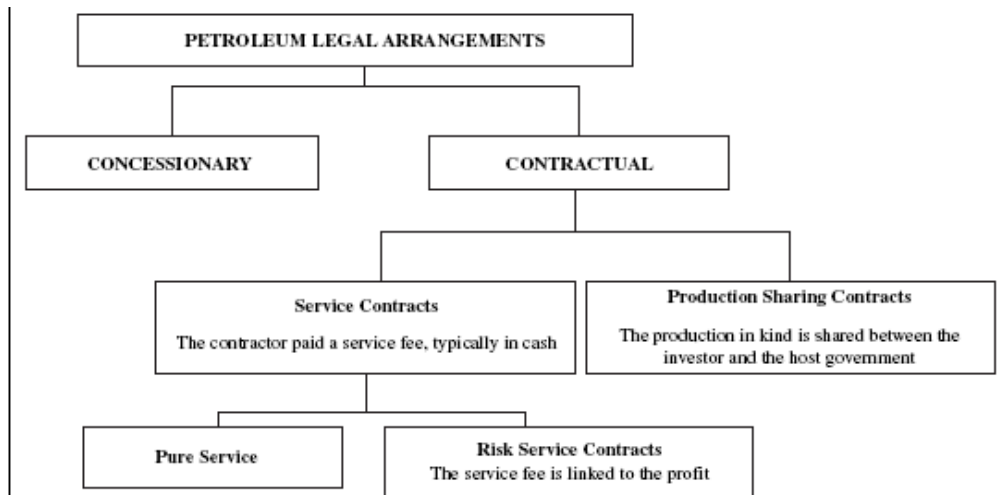 PETROLEUM LEGAL ARRANGEMENTS
CONCESSIONARY
CONTRACTUAL
Service Contracts
The contractor paid a service fee, typically in cash
Production Sharing Contracts
The production in kind is shared between the
investor and the host government
Pure Service
Risk Service Contracts
The service fee is linked to the profit